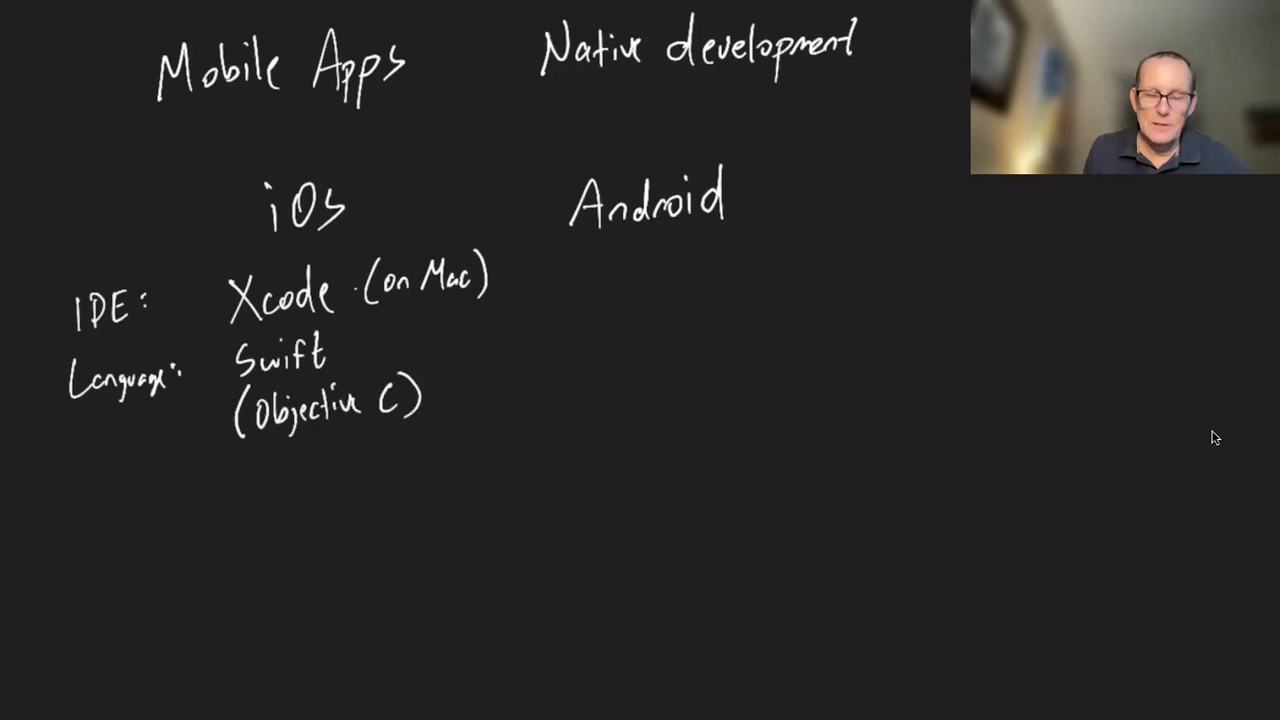 Mobile Apps
Native development
iOS
Android
IDE:
Xcode (on Mac)
Language:
Swift
(Objective C)